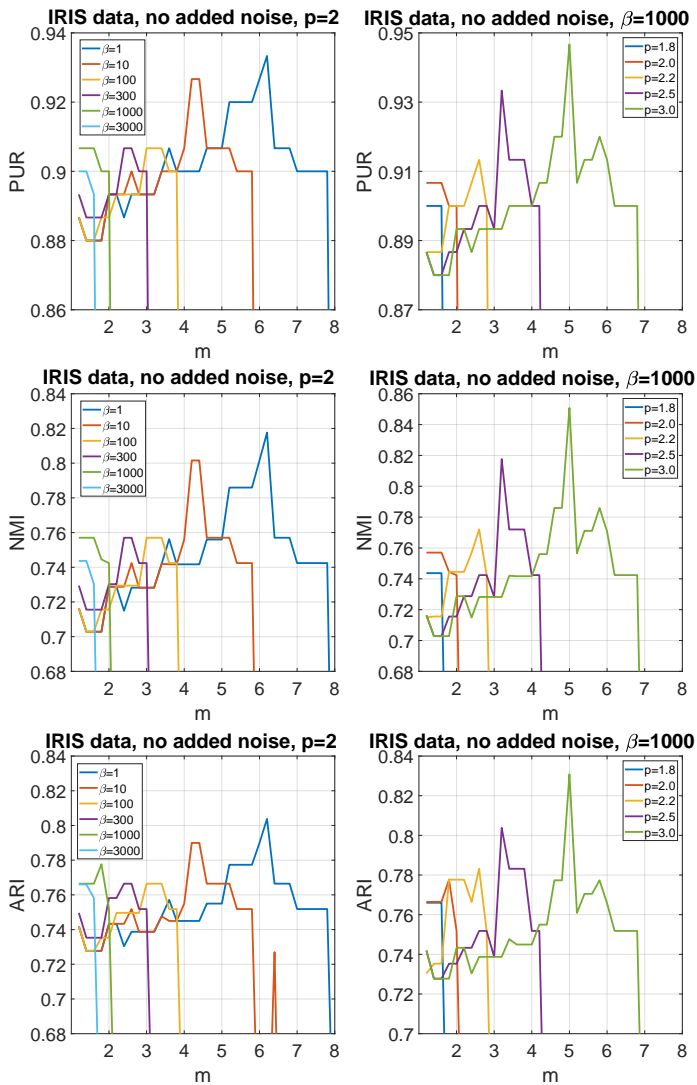 IRIS data, no added noise, p=2
0.94
0.92
0.9
0.88
0.86
PUR
β=1
β=10
β=100
β=300
β=1000
β=3000
2 3 4 5 6 7 8
m
IRIS data, no added noise, β=1000
0.95
0.93
0.91
0.89
0.87
PUR
p=1.8
p=2.0
p=2.2
p=2.5
p=3.0
2 3 4 5 6 7 8
m
IRIS data, no added noise, p=2
0.84
0.82
0.8
0.78
0.76
0.74
0.72
0.7
0.68
NMI
β=1
β=10
β=100
β=300
β=1000
β=3000
2 3 4 5 6 7 8
m
IRIS data, no added noise, β=1000
0.86
0.84
0.82
0.8
0.78
0.76
0.74
0.72
0.7
0.68
NMI
p=1.8
p=2.0
p=2.2
p=2.5
p=3.0
2 3 4 5 6 7 8
m
IRIS data, no added noise, p=2
0.84
0.82
0.8
0.78
0.76
0.74
0.72
0.7
0.68
ARI
β=1
β=10
β=100
β=300
β=1000
β=3000
2 3 4 5 6 7 8
m
IRIS data, no added noise, β=1000
0.84
0.82
0.8
0.78
0.76
0.74
0.72
0.7
ARI
p=1.8
p=2.0
p=2.2
p=2.5
p=3.0
2 3 4 5 6 7 8
m